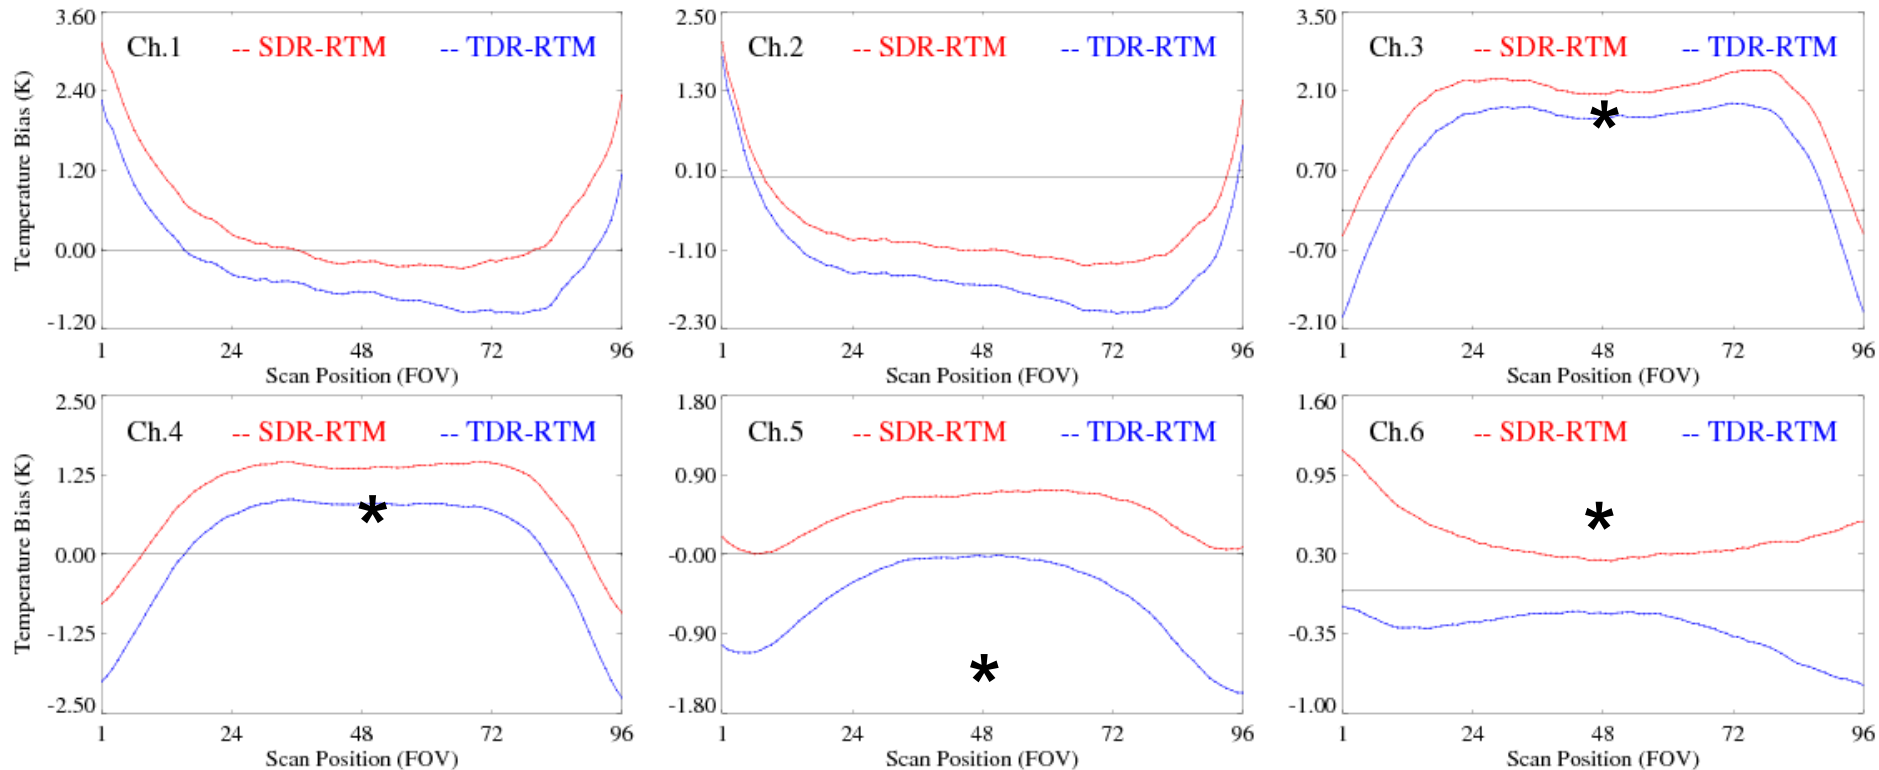 Temperature Bias (K)
3.60
2.40
1.20
0.00
-1.20
Ch.1 -- SDR-RTM -- TDR-RTM
1 24 48 72 96
Scan Position (FOV)
2.50
1.30
0.10
-1.10
-2.30
Ch.2 -- SDR-RTM -- TDR-RTM
1 24 48 72 96
Scan Position (FOV)
3.50
2.10
0.70
-0.70
-2.10
Ch.3 -- SDR-RTM -- TDR-RTM
*
1 24 48 72 96
Scan Position (FOV)
Temperature Bias (K)
2.50
1.25
0.00
-1.25
-2.50
Ch.4 -- SDR-RTM -- TDR-RTM
*
1 24 48 72 96
Scan Position (FOV)
1.80
0.90
-0.00
-0.90
-1.80
Ch.5 -- SDR-RTM -- TDR-RTM
*
1 24 48 72 96
Scan Position (FOV)
1.60
0.95
0.30
-0.35
-1.00
Ch.6 -- SDR-RTM -- TDR-RTM
*
1 24 48 72 96
Scan Position (FOV)